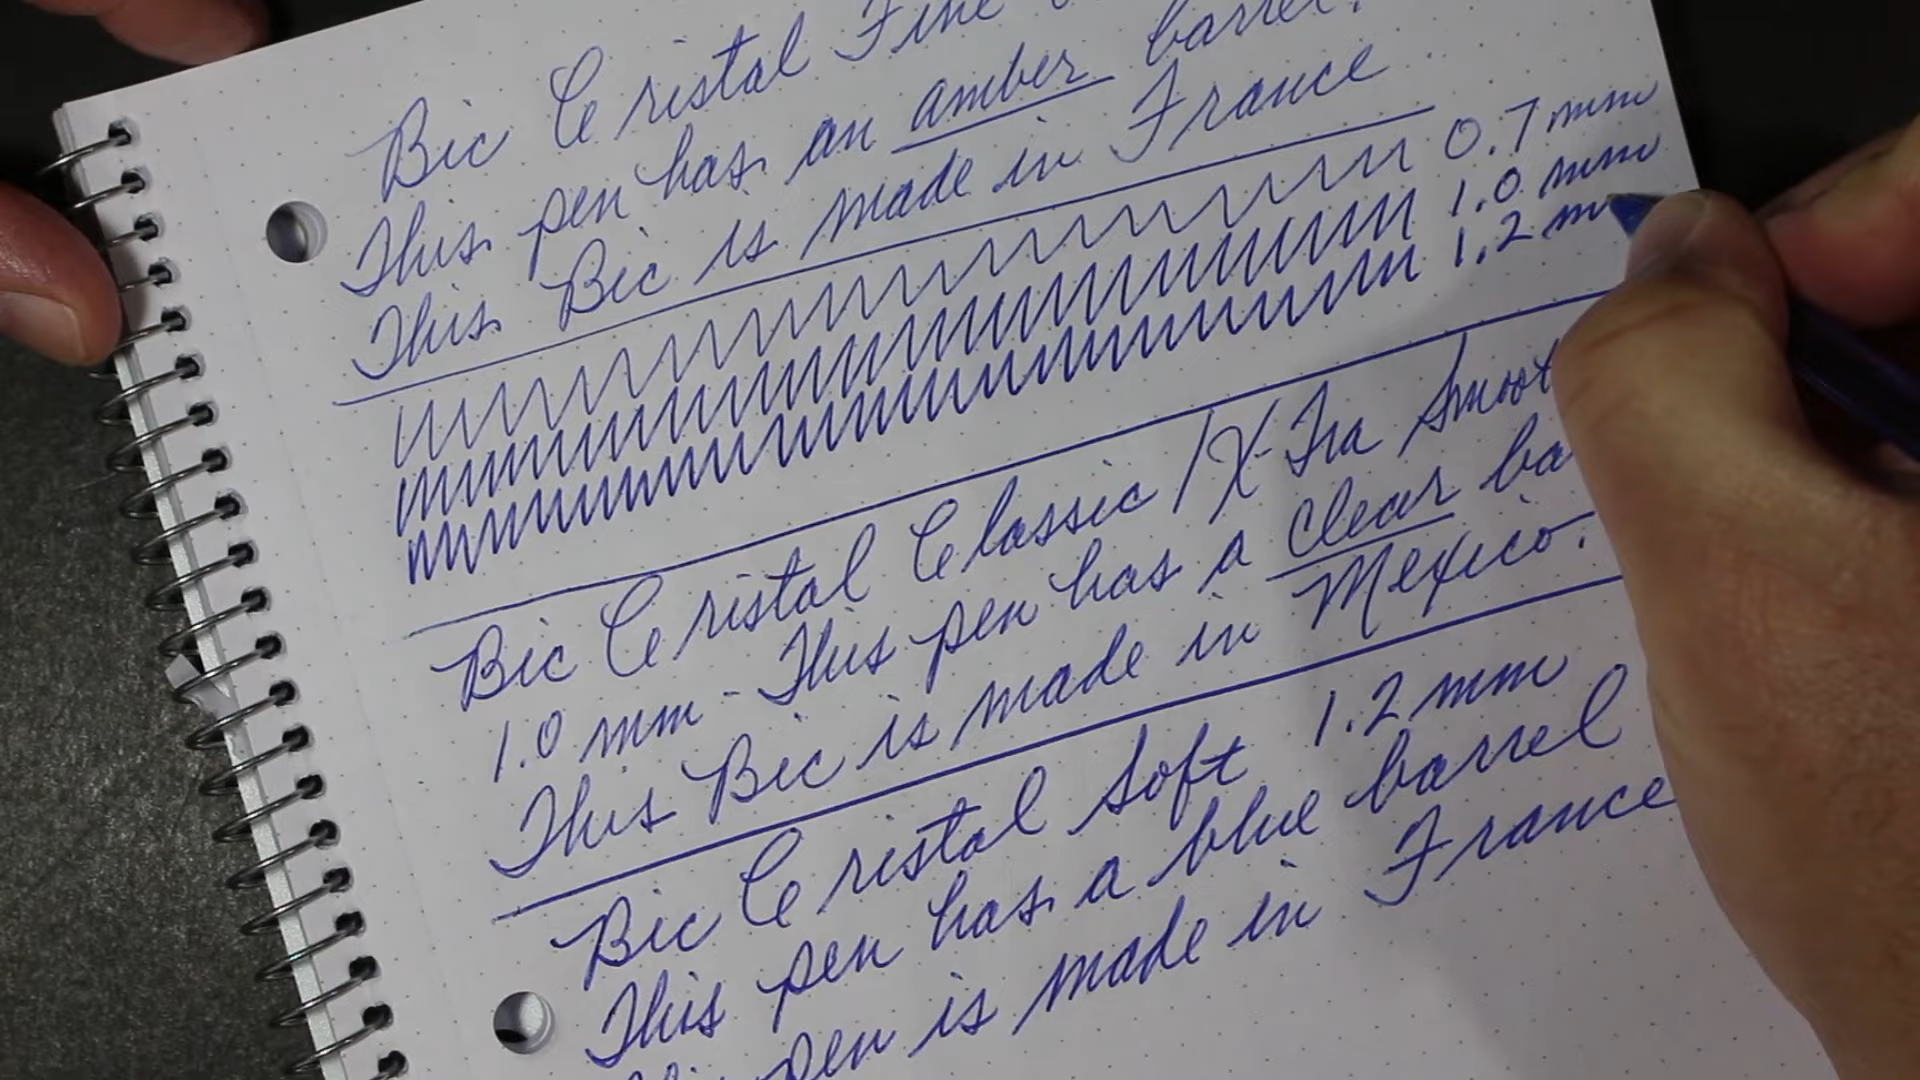 Bic Cristal Fine
This pen has an amber barrel.
This Bic is made in France
0.7 mm
1.0 mm
1.2 m
Bic Cristal Classic / X-Tra Smoot
1.0 mm - This pen has a clear ba
This Bic is made in Mexico.
Bic Cristal Soft 1.2 mm
This pen has a blue barrel
pen is made in France